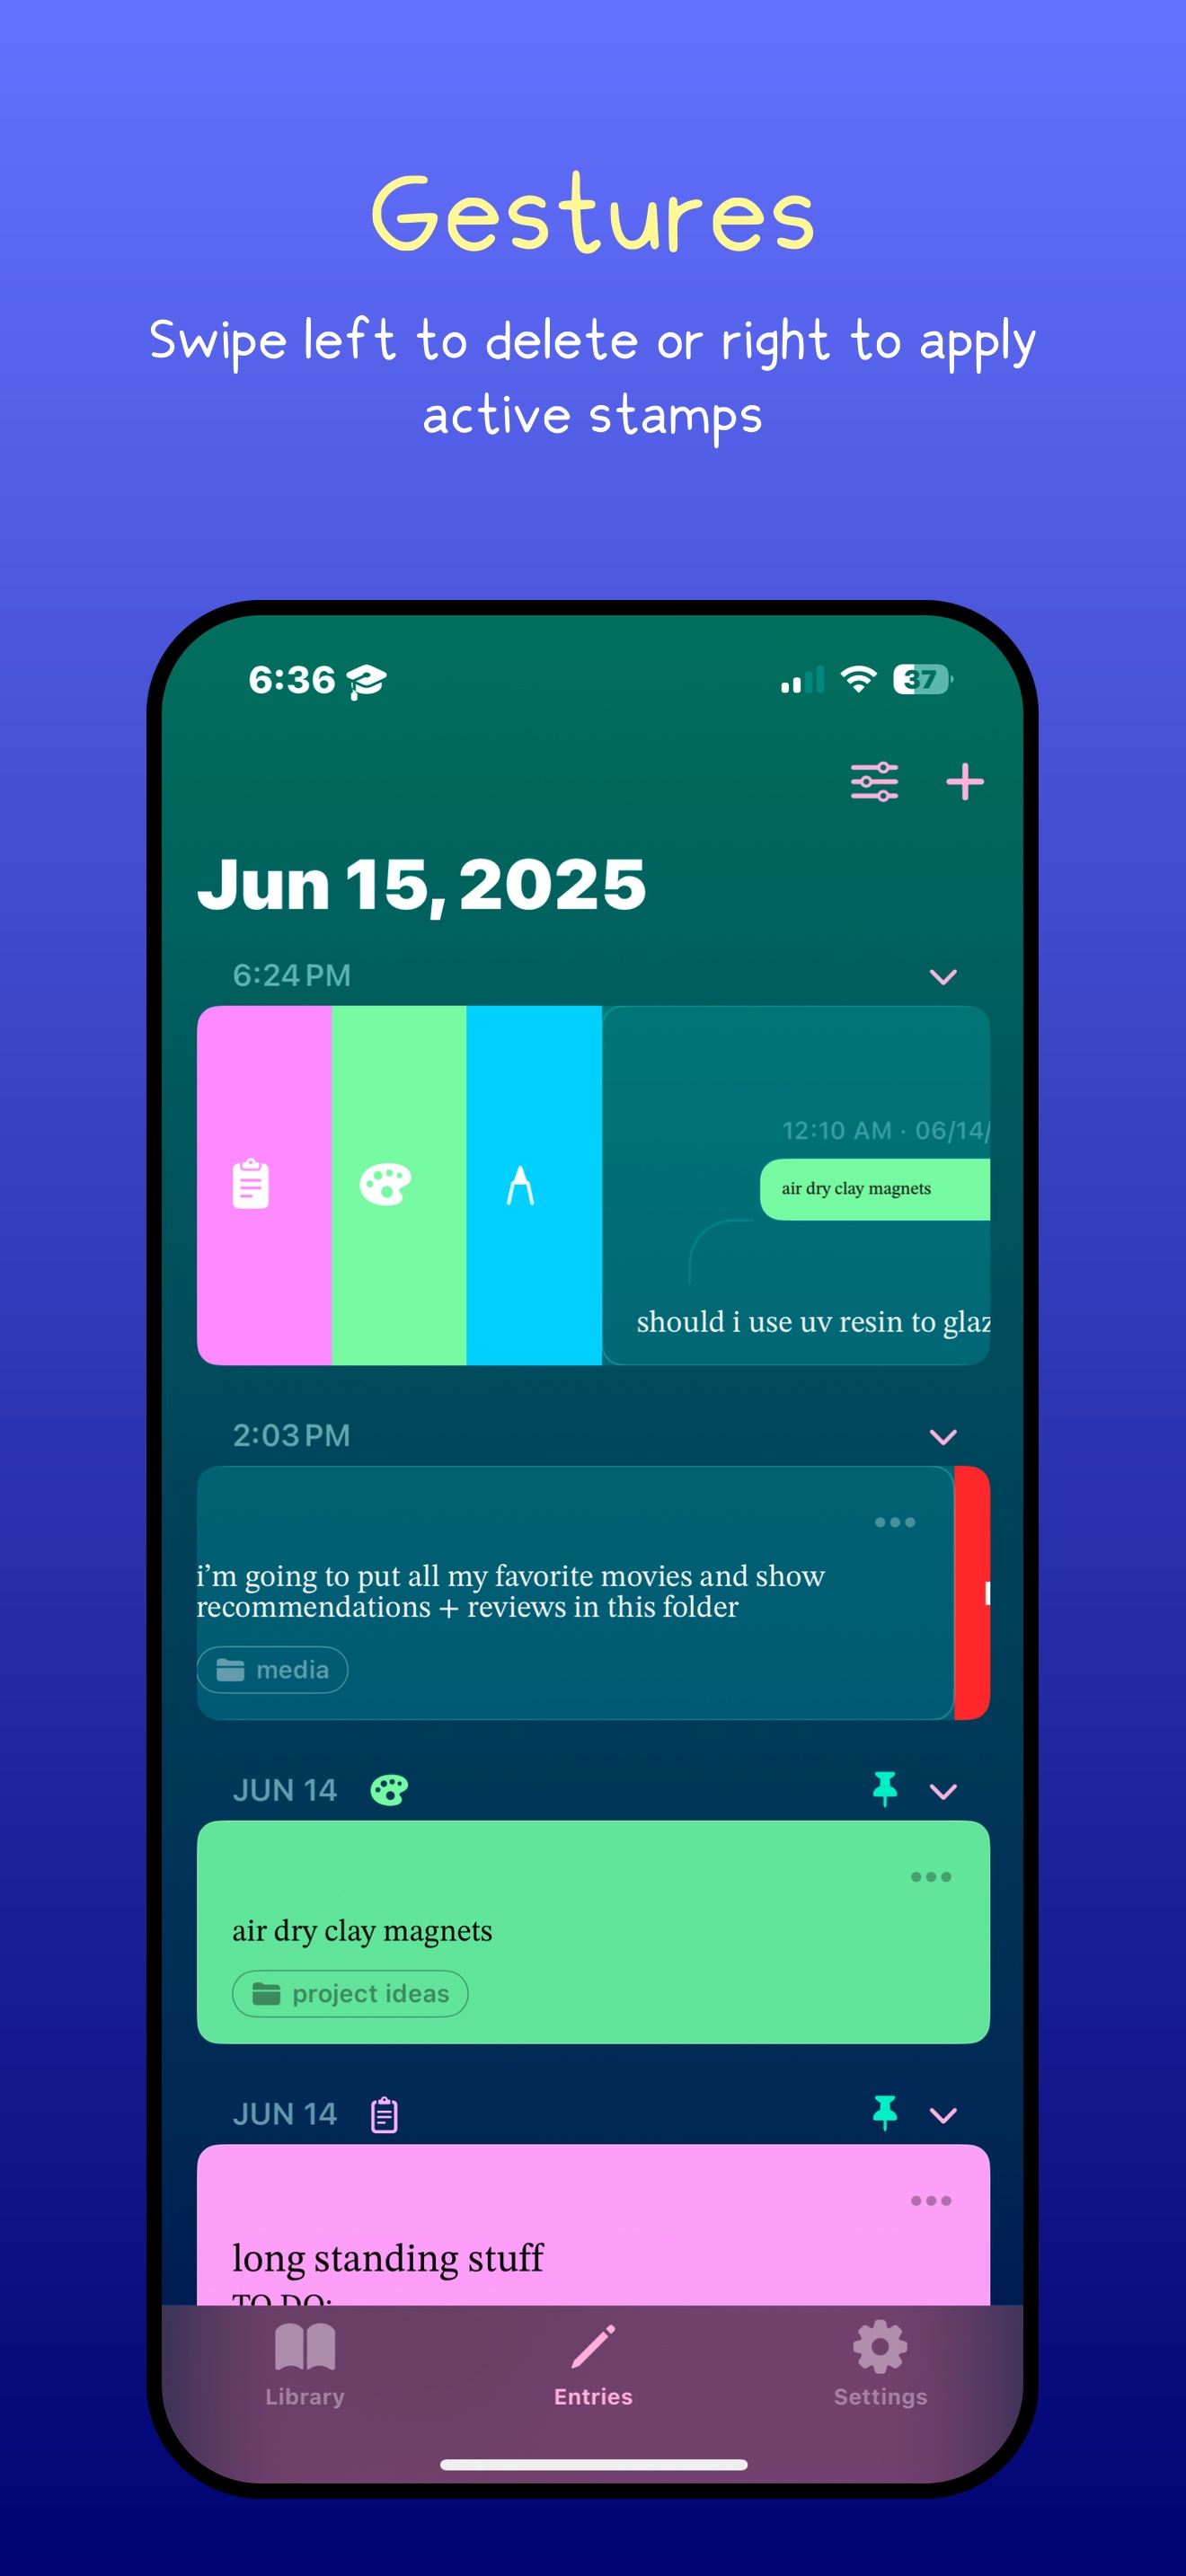 Gestures
Swipe left to delete or right to apply
active stamps
6:36
37
Jun 15, 2025
6:24 PM
12:10 AM · 06/14/
air dry clay magnets
should i use uv resin to glaz
2:03 PM
i’m going to put all my favorite movies and show
recommendations + reviews in this folder
media
JUN 14
air dry clay magnets
project ideas
JUN 14
long standing stuff
TO DO:
Library
Entries
Settings